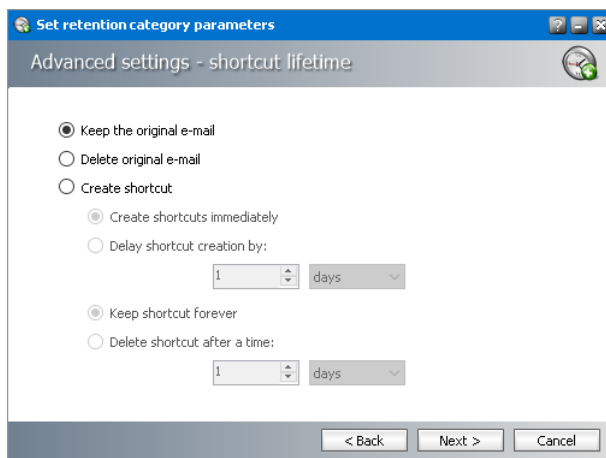 Set retention category parameters
Advanced settings - shortcut lifetime
Keep the original e-mail
Delete original e-mail
Create shortcut
Create shortcuts immediately
Delay shortcut creation by:
1 days
Keep shortcut forever
Delete shortcut after a time:
1 days
< Back Next > Cancel